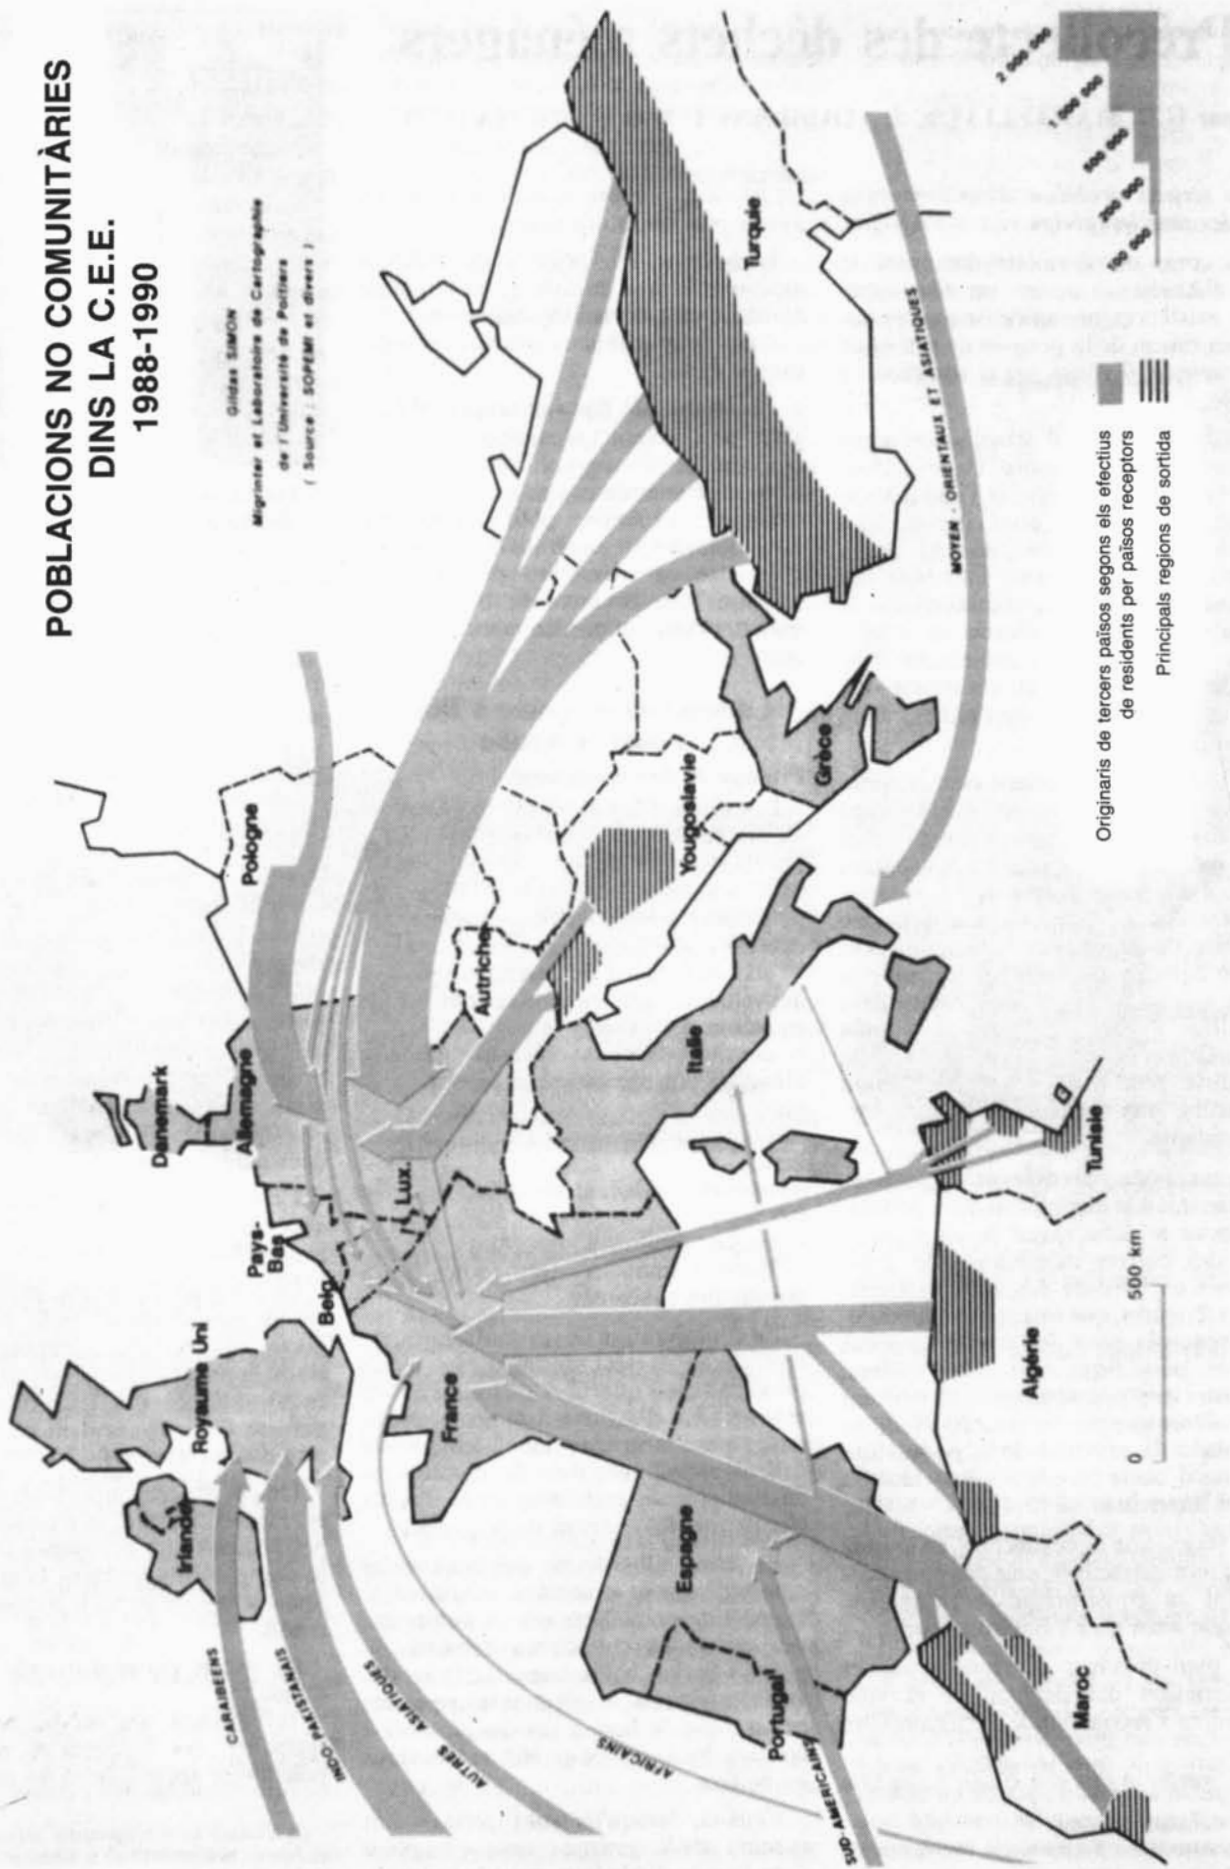 POBLACIONS NO COMUNITÀRIES
DINS LA C.E.E.
1988-1990
Gildas SIMON
Migrinter et Laboratoire de Cartographie
de l'Université de Poitiers
( Source : SOPEMI et divers )
Irlande
Royaume Uni
Danemark
Pays-
Bas
Allemagne
Pologne
Belg.
Lux.
France
Autriche
Yougoslavie
Italie
Grèce
Turquie
Espagne
Portugal
Maroc
Algérie
Tunisie
CARAIBEENS
INDO-PAKISTANAIS
AUTRES
ASIATIQUES
AFRICAINS
SUD-AMERICAINS
MOYEN-ORIENTAUX ET ASIATIQUES
0 500 km
Originaris de tercers països segons els efectius
de residents per països receptors
Principals regions de sortida
100 000
200 000
500 000
1 000 000
2 000 000